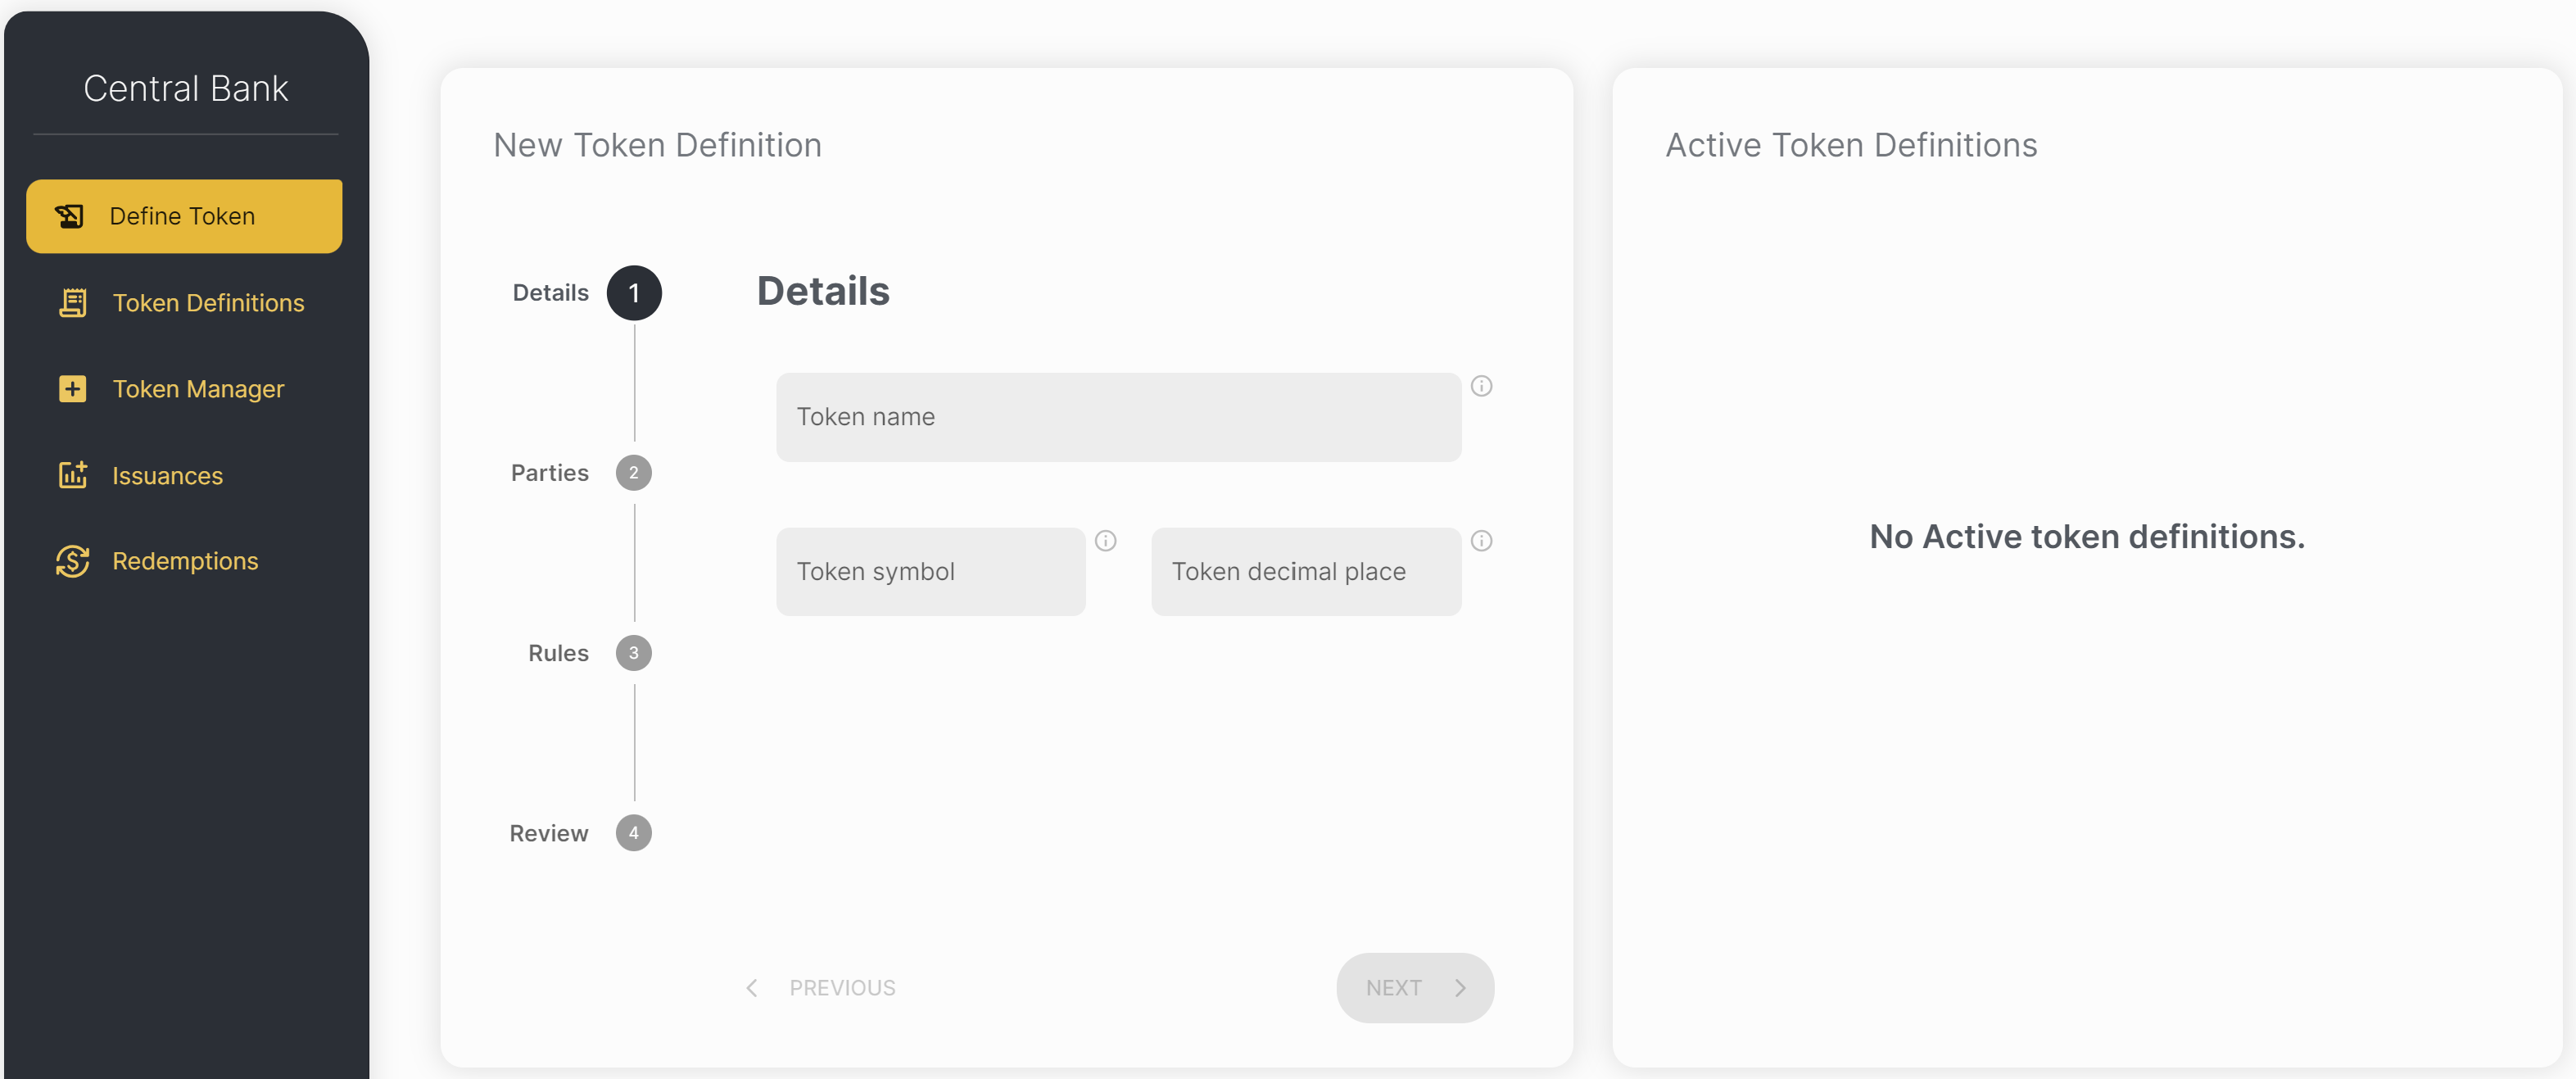 Central Bank
Define Token
Token Definitions
Token Manager
Issuances
Redemptions
New Token Definition
Details 1
Parties 2
Rules 3
Review 4
Details
Token name
Token symbol
Token decimal place
PREVIOUS
NEXT
Active Token Definitions
No Active token definitions.